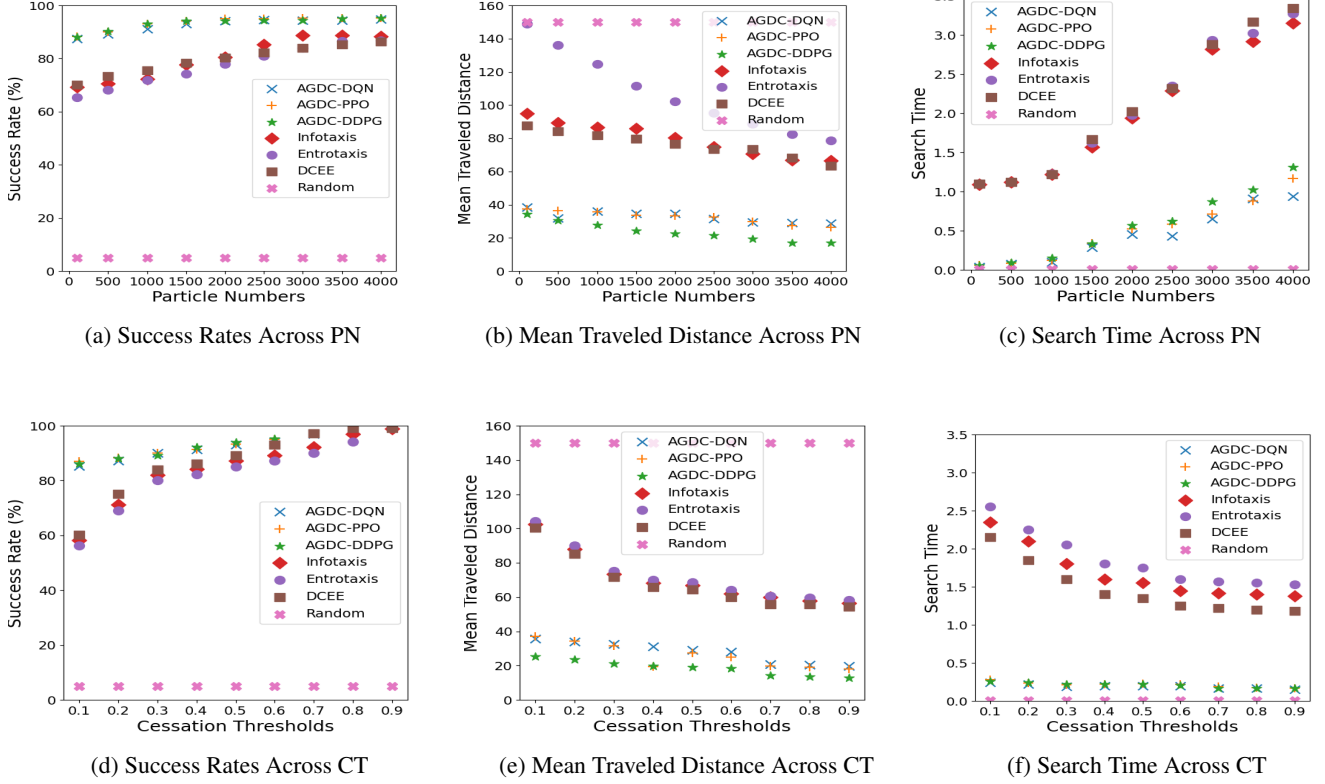 100
80
60
40
20
0
Success Rate (%)
AGDC-DQN
AGDC-PPO
AGDC-DDPG
Infotaxis
Entrotaxis
DCEE
Random
0 500 1000 1500 2000 2500 3000 3500 4000
Particle Numbers
(a) Success Rates Across PN
160
140
120
100
80
60
40
20
0
Mean Traveled Distance
AGDC-DQN
AGDC-PPO
AGDC-DDPG
Infotaxis
Entrotaxis
DCEE
Random
0 500 1000 1500 2000 2500 3000 3500 4000
Particle Numbers
(b) Mean Traveled Distance Across PN
3.0
2.5
2.0
1.5
1.0
0.5
0.0
Search Time
AGDC-DQN
AGDC-PPO
AGDC-DDPG
Infotaxis
Entrotaxis
DCEE
Random
0 500 1000 1500 2000 2500 3000 3500 4000
Particle Numbers
(c) Search Time Across PN
100
80
60
40
20
0
Success Rate (%)
AGDC-DQN
AGDC-PPO
AGDC-DDPG
Infotaxis
Entrotaxis
DCEE
Random
0.1 0.2 0.3 0.4 0.5 0.6 0.7 0.8 0.9
Cessation Thresholds
(d) Success Rates Across CT
160
140
120
100
80
60
40
20
0
Mean Traveled Distance
AGDC-DQN
AGDC-PPO
AGDC-DDPG
Infotaxis
Entrotaxis
DCEE
Random
0.1 0.2 0.3 0.4 0.5 0.6 0.7 0.8 0.9
Cessation Thresholds
(e) Mean Traveled Distance Across CT
3.5
3.0
2.5
2.0
1.5
1.0
0.5
0.0
Search Time
AGDC-DQN
AGDC-PPO
AGDC-DDPG
Infotaxis
Entrotaxis
DCEE
Random
0.1 0.2 0.3 0.4 0.5 0.6 0.7 0.8 0.9
Cessation Thresholds
(f) Search Time Across CT